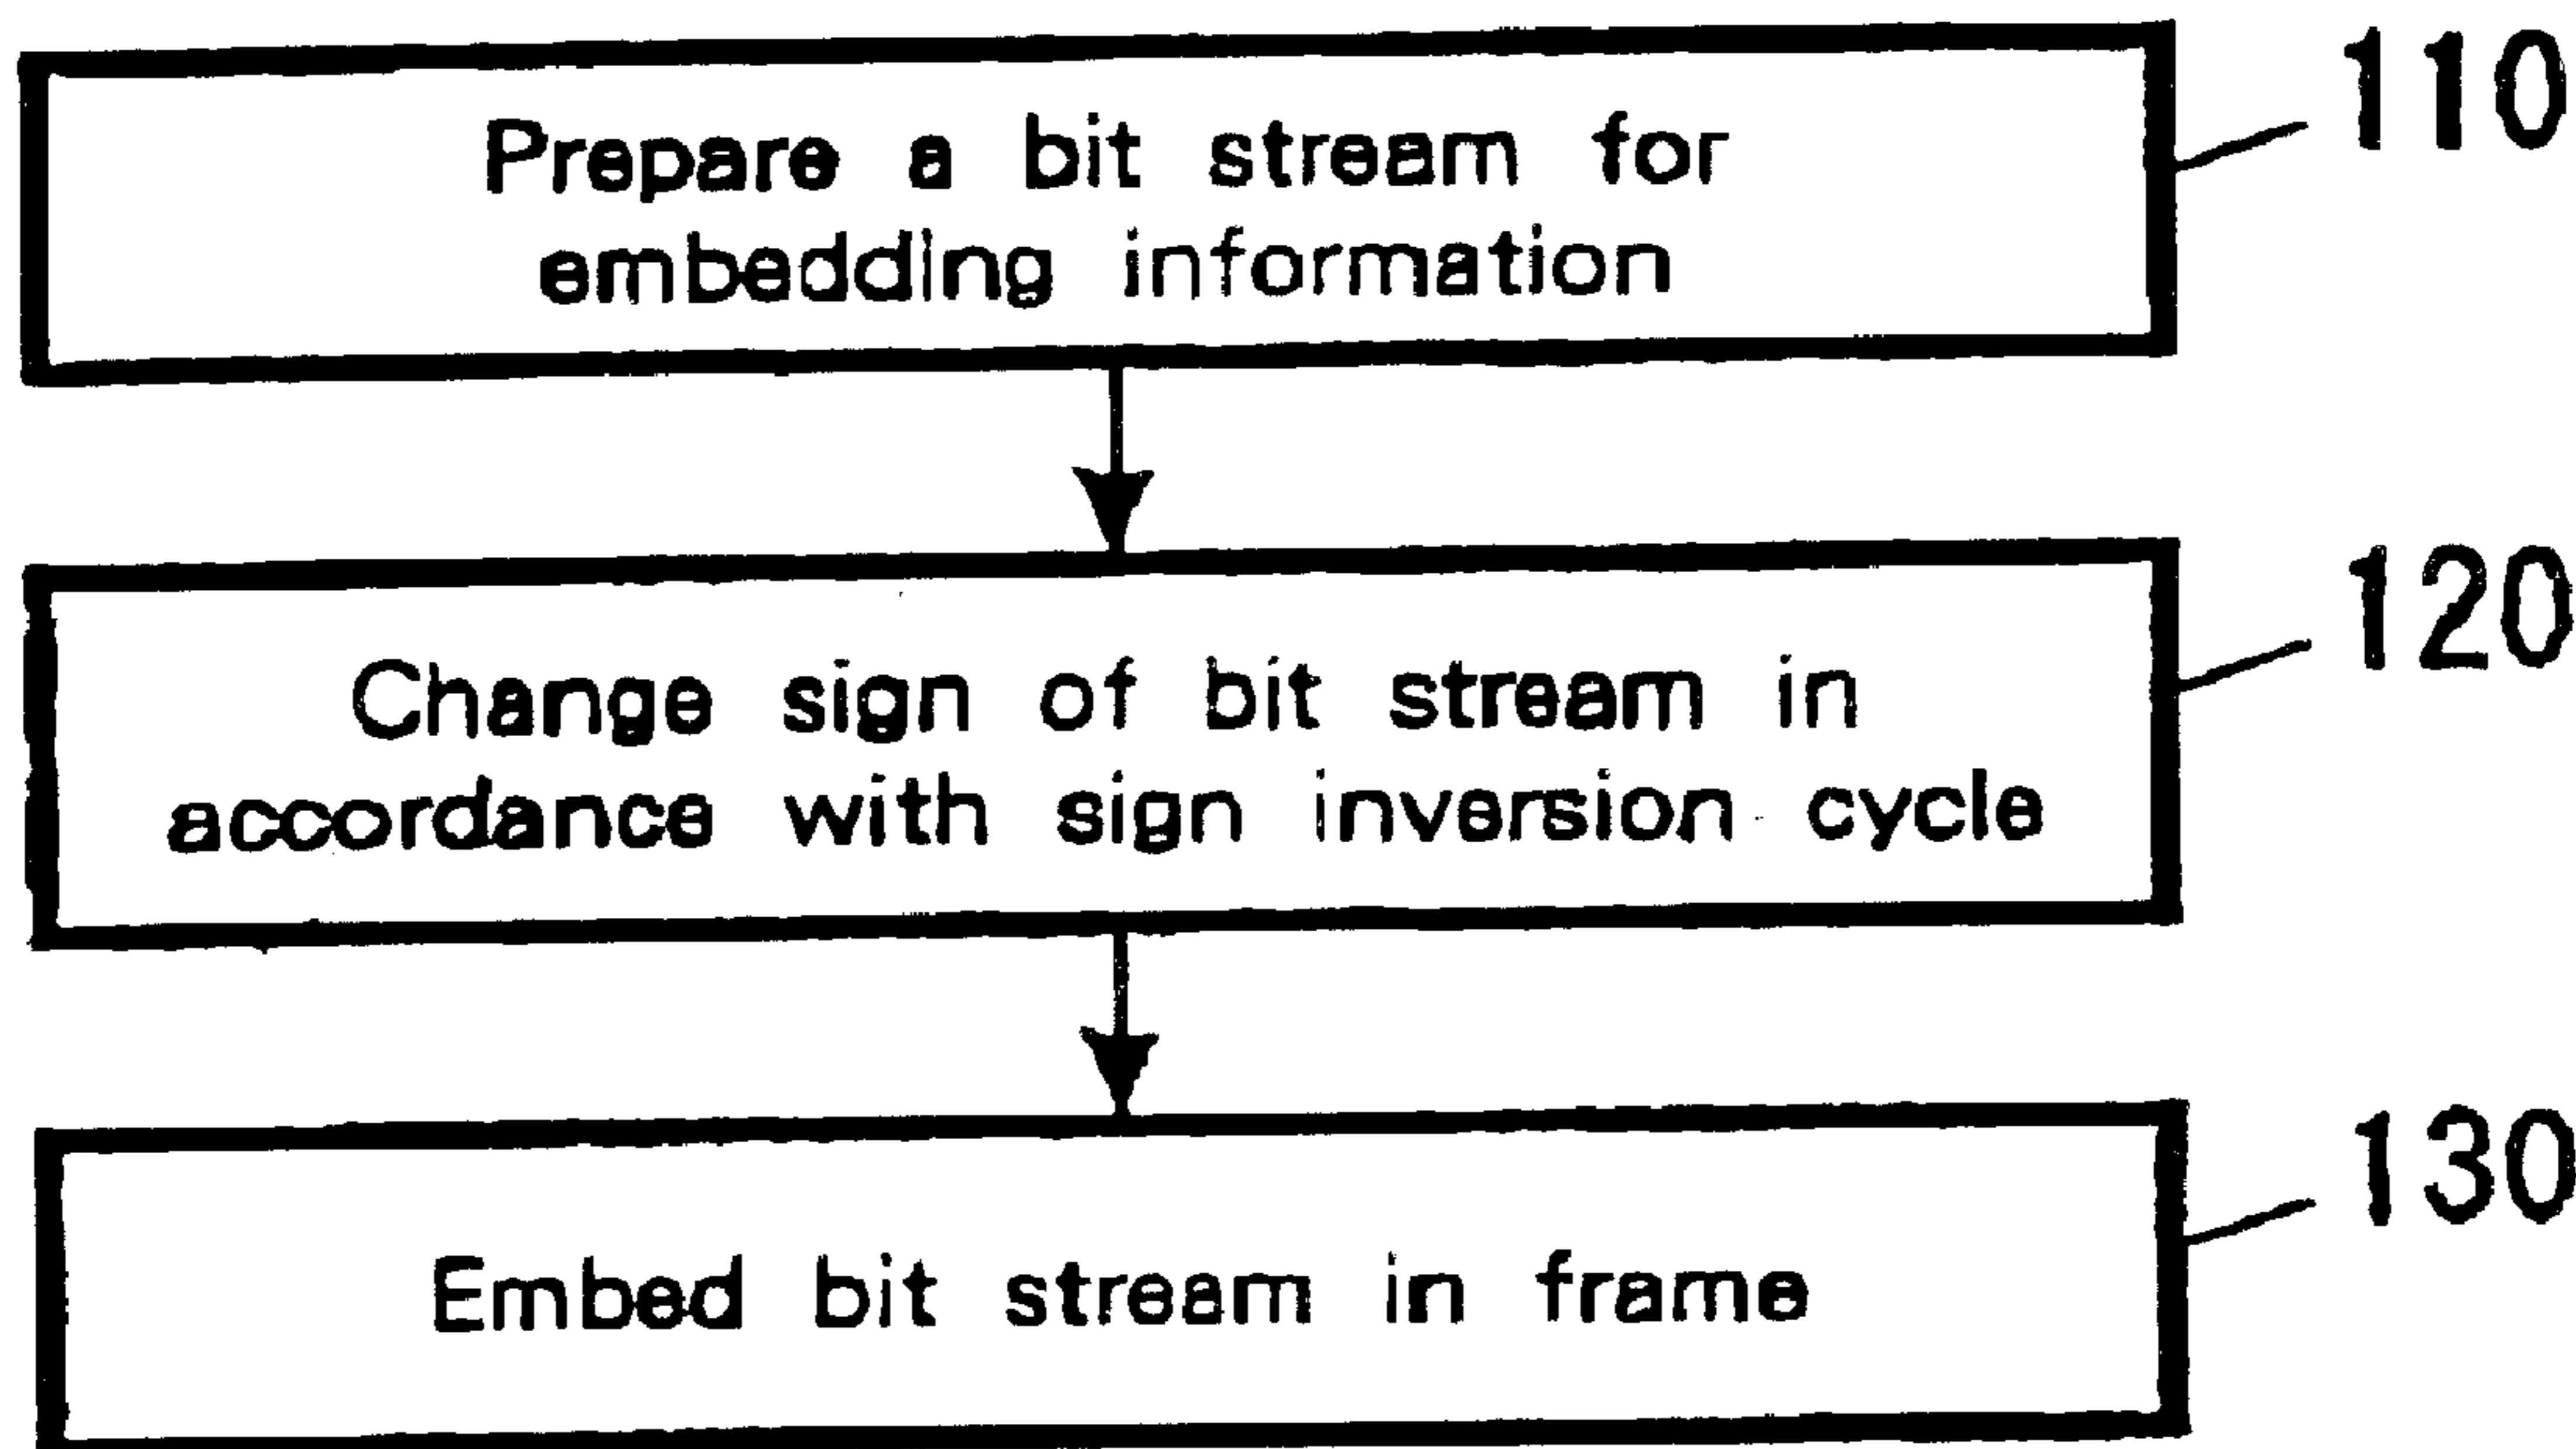 Prepare a bit stream for
embedding information
110
Change sign of bit stream in
accordance with sign inversion cycle
120
Embed bit stream in frame
130